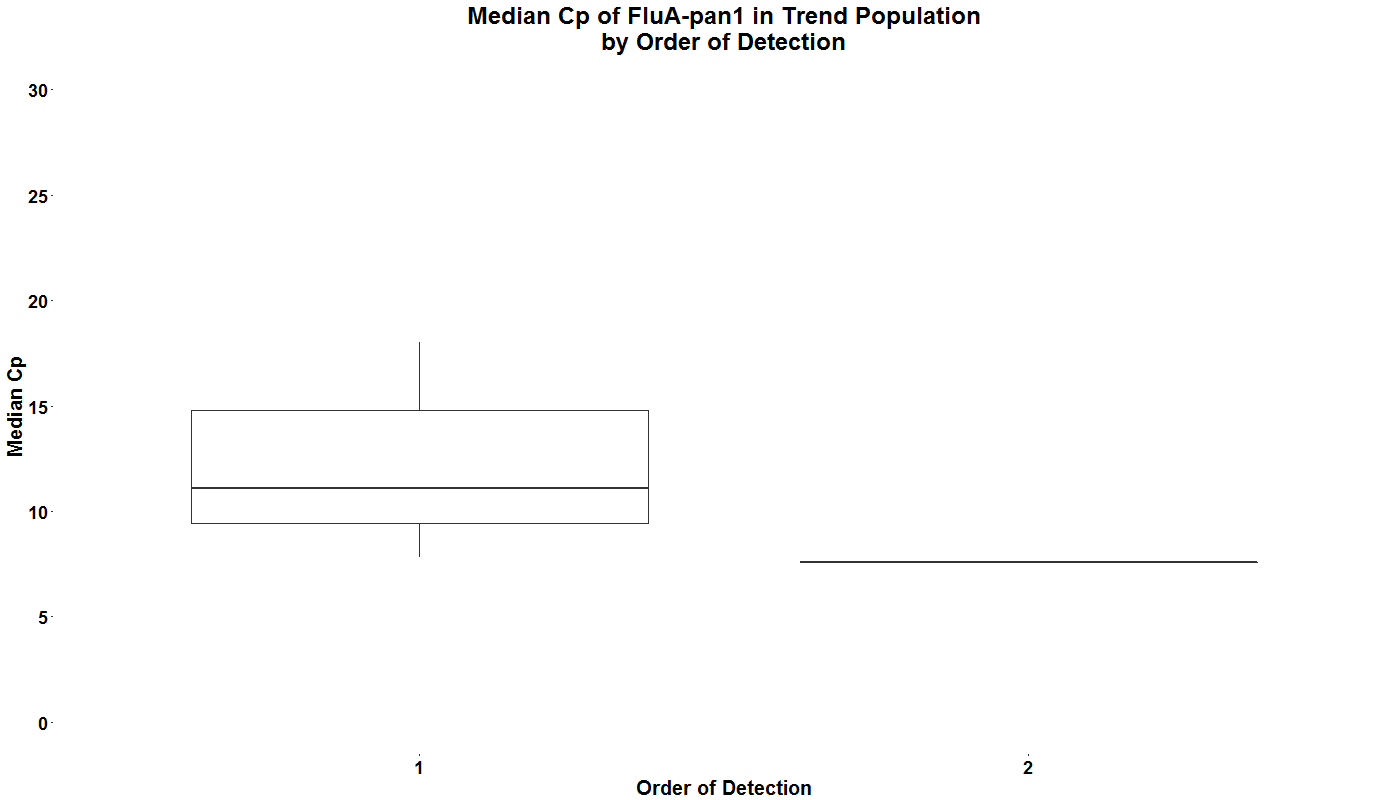 Median Cp of FluA-pan1 in Trend Population
by Order of Detection
30
25
20
15
10
5
0
Median Cp
1
2
Order of Detection